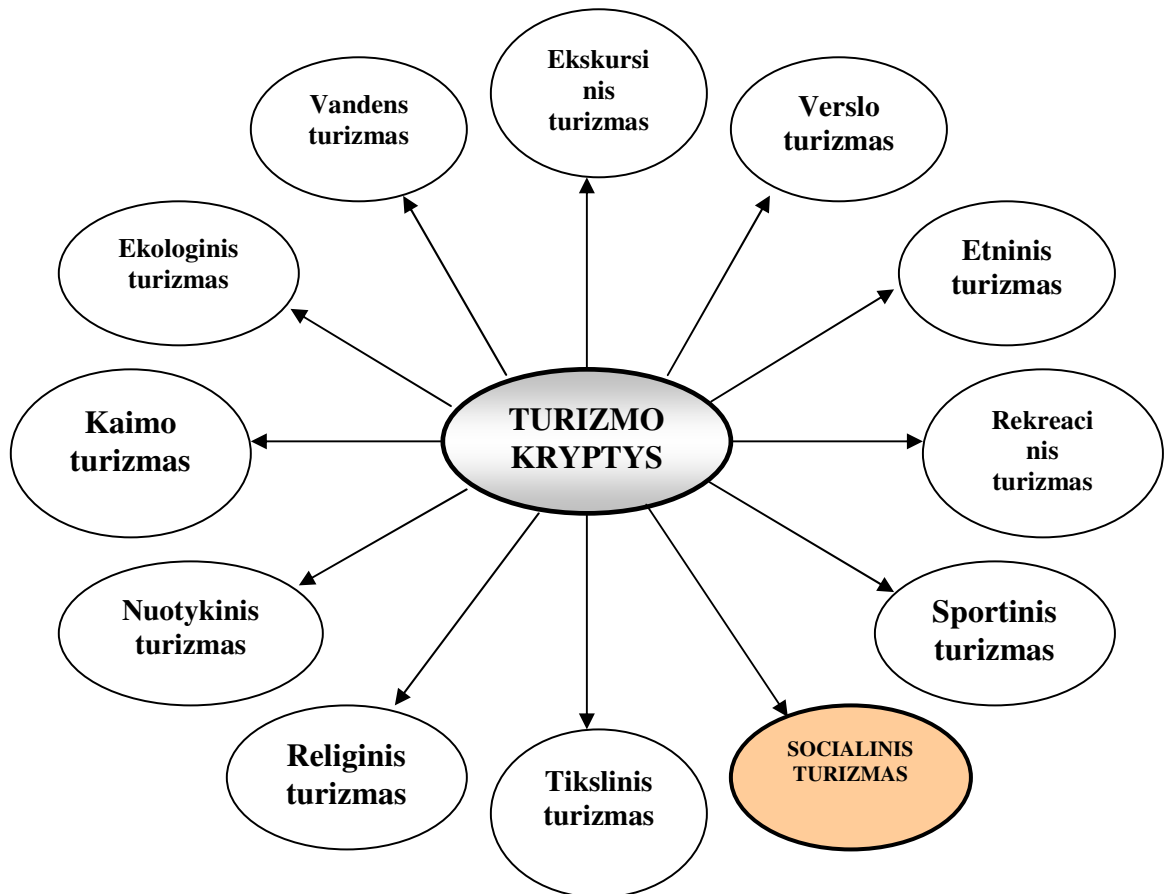 Ekskursi
nis
turizmas
Vandens
turizmas
Verslo
turizmas
Ekologinis
turizmas
Etninis
turizmas
Kaimo
turizmas
TURIZMO
KRYPTYS
Rekreaci
nis
turizmas
Nuotykinis
turizmas
Sportinis
turizmas
Religinis
turizmas
Tikslinis
turizmas
SOCIALINIS
TURIZMAS